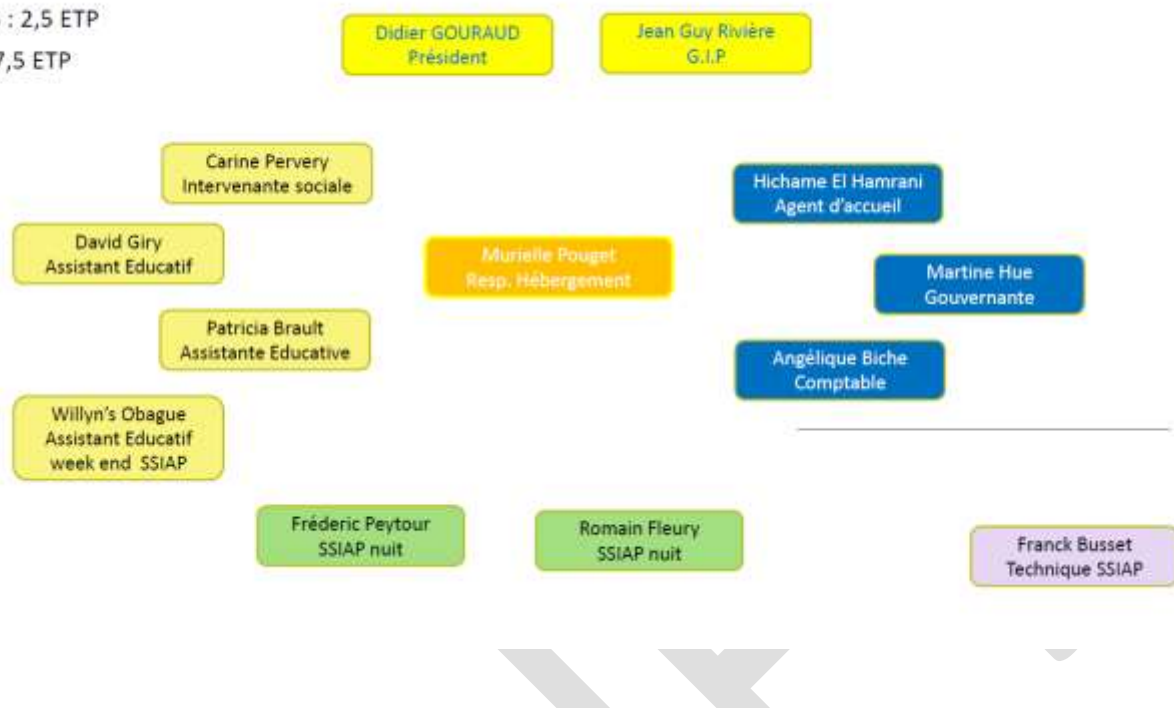 : 2,5 ETP
7,5 ETP
Didier GOURAUD
Président
Jean Guy Rivière
G.I.P
Carine Pervery
Intervenante sociale
Hichame El Hamrani
Agent d'accueil
David Giry
Assistant Educatif
Murielle Pouget
Resp. Hébergement
Martine Hue
Gouvernante
Patricia Brault
Assistante Educative
Angélique Biche
Comptable
Willyn's Obague
Assistant Educatif
week end SSIAP
Fréderic Peytour
SSIAP nuit
Romain Fleury
SSIAP nuit
Franck Busset
Technique SSIAP